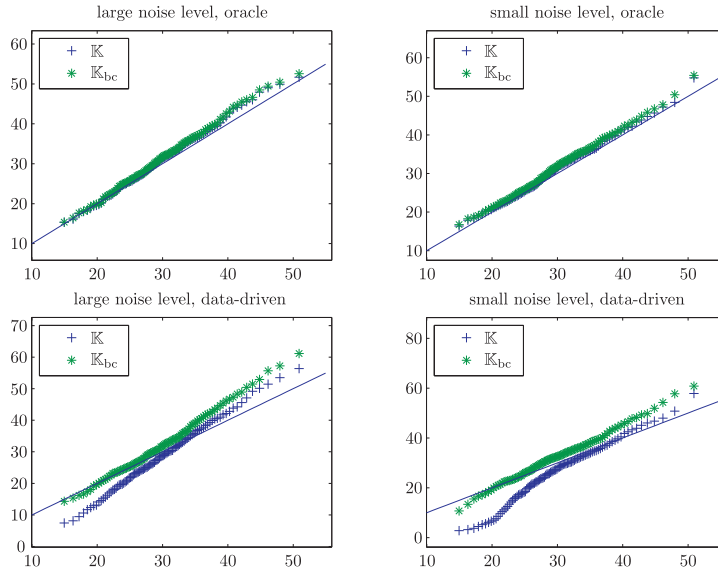 large noise level, oracle
60
50
40
30
20
10
10 20 30 40 50
+ 𝕂
* 𝕂bc
small noise level, oracle
60
50
40
30
20
10
10 20 30 40 50
+ 𝕂
* 𝕂bc
large noise level, data-driven
70
60
50
40
30
20
10
0
10 20 30 40 50
+ 𝕂
* 𝕂bc
small noise level, data-driven
80
60
40
20
0
10 20 30 40 50
+ 𝕂
* 𝕂bc